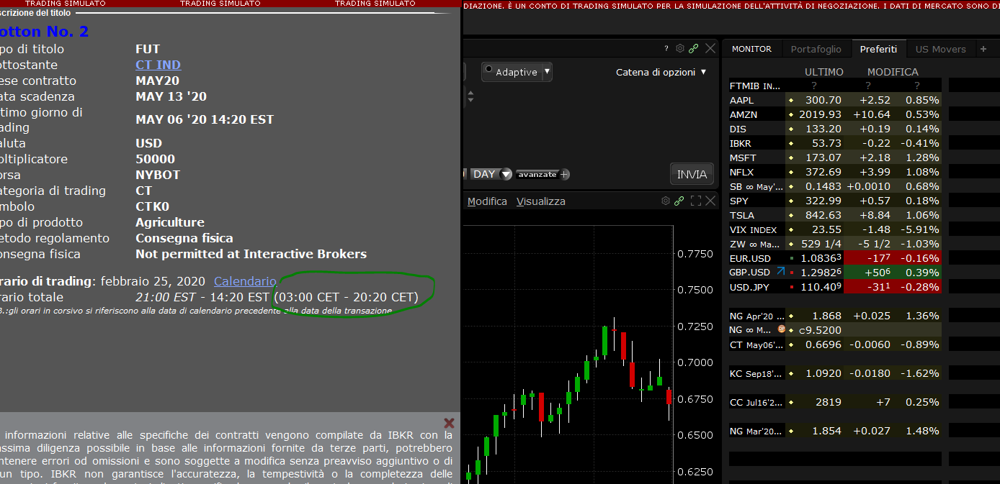 TRADING SIMULATO TRADING SIMULATO TRADING SIMULATO
scrizione del titolo
otton No. 2
po di titolo FUT
ottostante CT IND
ese contratto MAY20
ata scadenza MAY 13 '20
timo giorno di
ading MAY 06 '20 14:20 EST
aluta USD
oltiplicatore 50000
orsa NYBOT
ategoria di trading CT
mbolo CTK0
po di prodotto Agriculture
etodo regolamento Consegna fisica
onsegna fisica Not permitted at Interactive Brokers
rario di trading: febbraio 25, 2020 Calendario
rario totale 21:00 EST - 14:20 EST (03:00 CET - 20:20 CET)
B.:gli orari in corsivo si riferiscono alla data di calendario precedente alla data della transazione
informazioni relative alle specifiche dei contratti vengono compilate da IBKR con la
assima diligenza possibile in base alle informazioni fornite da terze parti, potrebbero
ntenere errori od omissioni e sono soggette a modifica senza preavviso aggiuntivo o di
un tipo. IBKR non garantisce l'accuratezza, la tempestività o la completezza delle
DIAZIONE. È UN CONTO DI TRADING SIMULATO PER LA SIMULAZIONE DELL'ATTIVITÀ DI NEGOZIAZIONE. I DATI DI MERCATO SONO DI
?
Adaptive Catena di opzioni
DAY avanzate + INVIA
Modifica Visualizza
0.7750
0.7500
0.7250
0.7000
0.6750
0.6500
0.6250
MONITOR Portafoglio Preferiti US Movers +
ULTIMO MODIFICA
FTMIB IN... ? ? ?
AAPL 300.70 +2.52 0.85%
AMZN 2019.93 +10.64 0.53%
DIS 133.20 +0.19 0.14%
IBKR 53.73 -0.22 -0.41%
MSFT 173.07 +2.18 1.28%
NFLX 372.69 +3.99 1.08%
SB ∞ May'... 0.1483 +0.0010 0.68%
SPY 322.99 +0.57 0.18%
TSLA 842.63 +8.84 1.06%
VIX INDEX 23.55 -1.48 -5.91%
ZW ∞ Ma... 529 1/4 -5 1/2 -1.03%
EUR.USD 1.08363 -177 -0.16%
GBP.USD 1.29826 +506 0.39%
USD.JPY 110.409 -311 -0.28%
NG Apr'20 ... 1.868 +0.025 1.36%
NG ∞ M... c9.5200
CT May06'... 0.6696 -0.0060 -0.89%
KC Sep18'... 1.0920 -0.0180 -1.62%
CC Jul16'2... 2819 +7 0.25%
NG Mar'20... 1.854 +0.027 1.48%